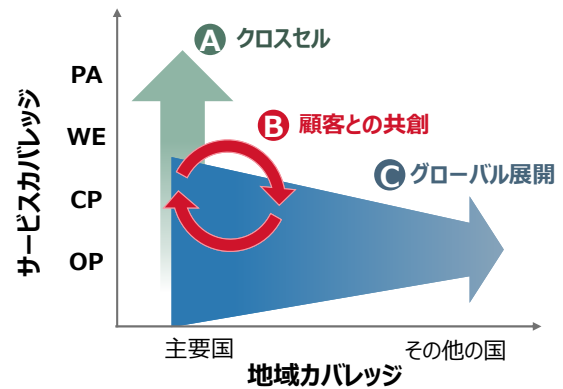 A クロスセル
PA
WE
B 顧客との共創
C グローバル展開
CP
OP
サービスカバレッジ
主要国
その他の国
地域カバレッジ